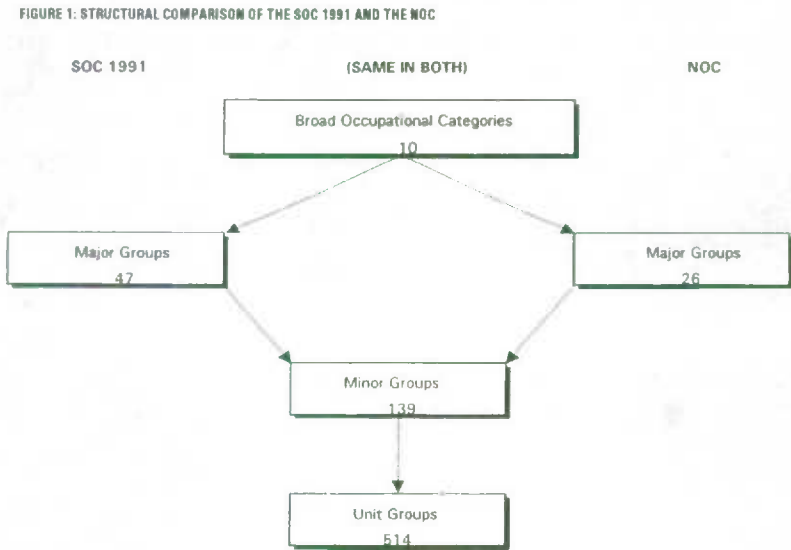 FIGURE 1: STRUCTURAL COMPARISON OF THE SOC 1991 AND THE NOC
SOC 1991 (SAME IN BOTH) NOC
Broad Occupational Categories
10
Major Groups Major Groups
47 26
Minor Groups
139
Unit Groups
514